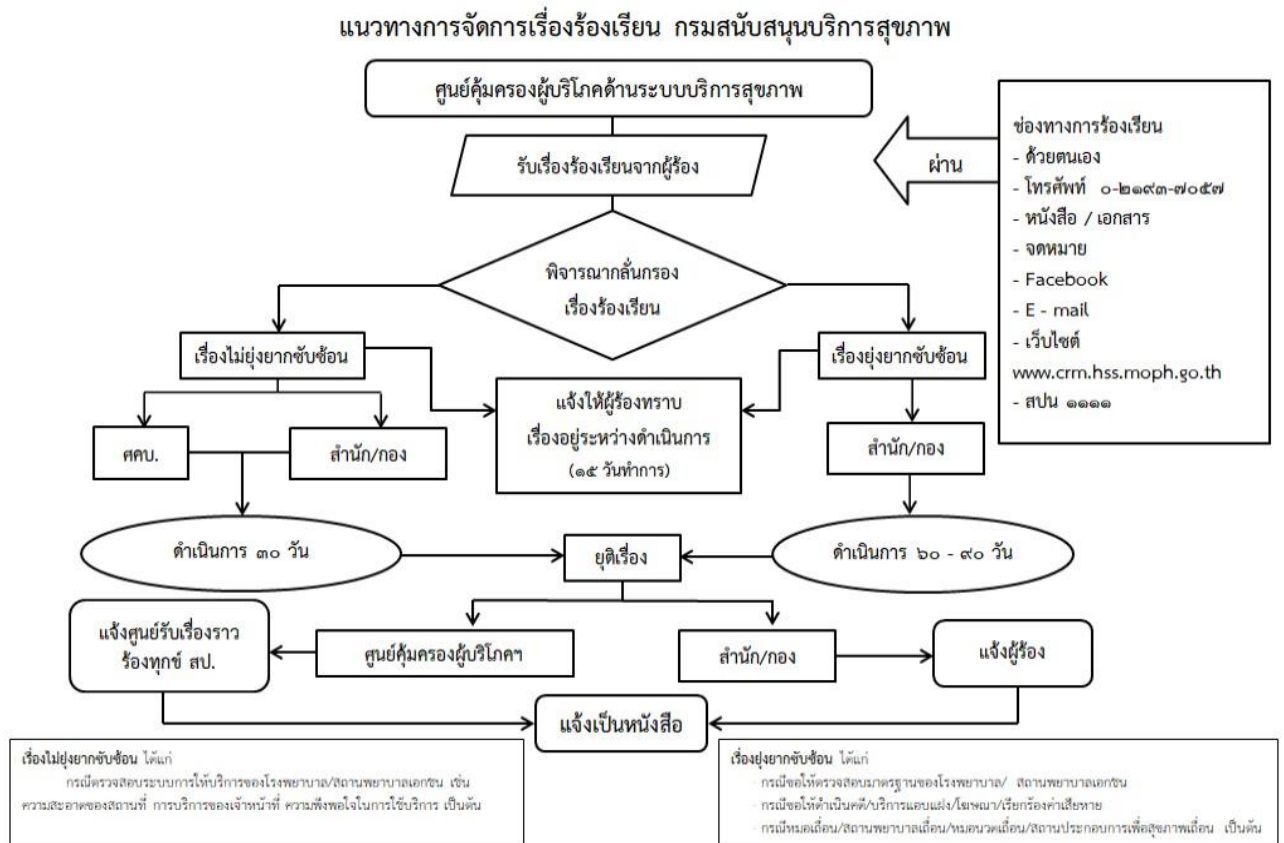 แนวทางการจัดการเรื่องร้องเรียน กรมสนับสนุนบริการสุขภาพ
ศูนย์คุ้มครองผู้บริโภคด้านระบบบริการสุขภาพ
รับเรื่องร้องเรียนจากผู้ร้อง
ผ่าน
ช่องทางการร้องเรียน
- ด้วยตนเอง
- โทรศัพท์ ๐-๒๑๙๓-๗๐๕๗
- หนังสือ / เอกสาร
- จดหมาย
- Facebook
- E - mail
- เว็บไซต์
www.crm.hss.moph.go.th
- สปน ๑๑๑๑
พิจารณากลั่นกรอง
เรื่องร้องเรียน
เรื่องไม่ยุ่งยากซับซ้อน
เรื่องยุ่งยากซับซ้อน
แจ้งให้ผู้ร้องทราบ
เรื่องอยู่ระหว่างดำเนินการ
(๑๕ วันทำการ)
ศคบ.
สำนัก/กอง
สำนัก/กอง
ดำเนินการ ๓๐ วัน
ยุติเรื่อง
ดำเนินการ ๖๐ - ๙๐ วัน
แจ้งศูนย์รับเรื่องราว
ร้องทุกข์ สป.
ศูนย์คุ้มครองผู้บริโภคฯ
สำนัก/กอง
แจ้งผู้ร้อง
แจ้งเป็นหนังสือ
เรื่องไม่ยุ่งยากซับซ้อน ได้แก่
กรณีตรวจสอบระบบการให้บริการของโรงพยาบาล/สถานพยาบาลเอกชน เช่น
ความสะอาดของสถานที่ การบริการของเจ้าหน้าที่ ความพึงพอใจในการใช้บริการ เป็นต้น
เรื่องยุ่งยากซับซ้อน ได้แก่
- กรณีขอให้ตรวจสอบมาตรฐานของโรงพยาบาล/ สถานพยาบาลเอกชน
- กรณีขอให้ดำเนินคดี/บริการแอบแฝง/โฆษณา/เรียกร้องค่าเสียหาย
- กรณีหมอเถื่อน/สถานพยาบาลเถื่อน/หมอนวดเถื่อน/สถานประกอบการเพื่อสุขภาพเถื่อน เป็นต้น